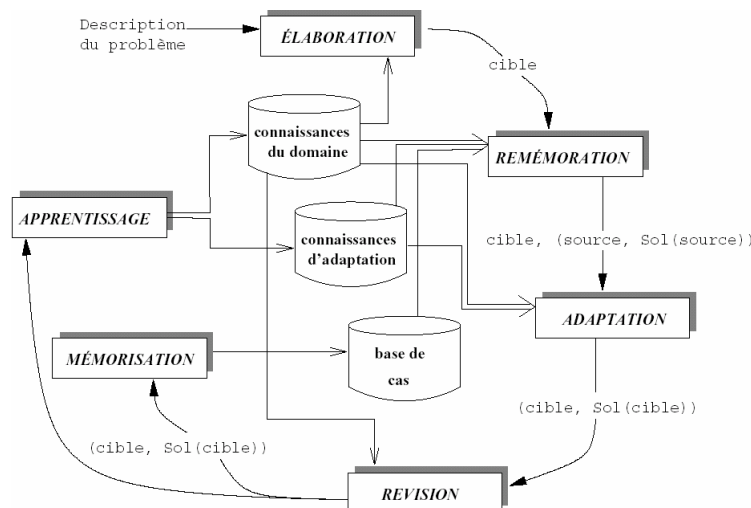 Description
du problème
ÉLABORATION
cible
connaissances
du domaine
REMÉMORATION
APPRENTISSAGE
connaissances
d'adaptation
cible, (source, Sol(source))
ADAPTATION
MÉMORISATION
base de
cas
(cible, Sol(cible))
(cible, Sol(cible))
REVISION